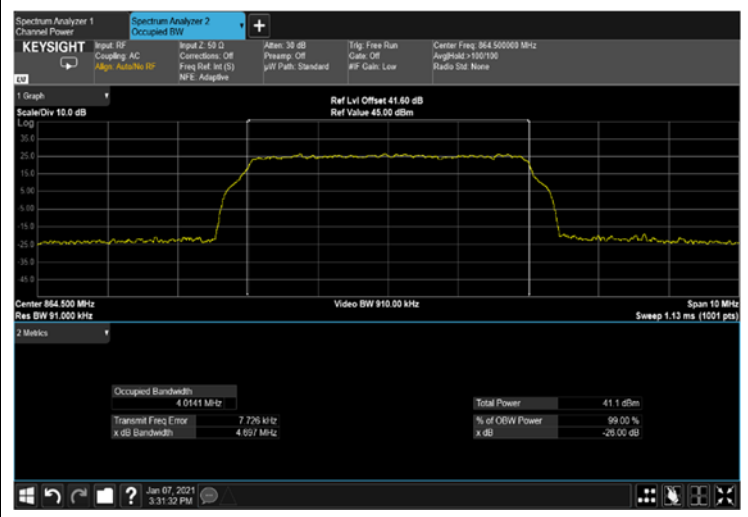 Spectrum Analyzer 1
Channel Power
Spectrum Analyzer 2
Occupied BW
+
KEYSIGHT
Input: RF
Coupling: AC
Align: Auto/No RF
Input Z: 50 Ω
Corrections: Off
Freq Ref: Int (S)
NFE: Adaptive
Atten: 30 dB
Preamp: Off
µW Path: Standard
Trig: Free Run
Gate: Off
#IF Gain: Low
Center Freq: 864.500000 MHz
Avg|Hold:>100/100
Radio Std: None
1 Graph
Scale/Div 10.0 dB
Ref Lvl Offset 41.60 dB
Ref Value 45.00 dBm
Log
35.0
25.0
15.0
5.00
-5.00
-15.0
-25.0
-35.0
-45.0
Center 864.500 MHz
Res BW 91.000 kHz
Video BW 910.00 kHz
Span 10 MHz
Sweep 1.13 ms (1001 pts)
2 Metrics
Occupied Bandwidth
4.0141 MHz
Transmit Freq Error 7.726 kHz
x dB Bandwidth 4.697 MHz
Total Power 41.1 dBm
% of OBW Power 99.00 %
x dB -26.00 dB
?
Jan 07, 2021
3:31:32 PM